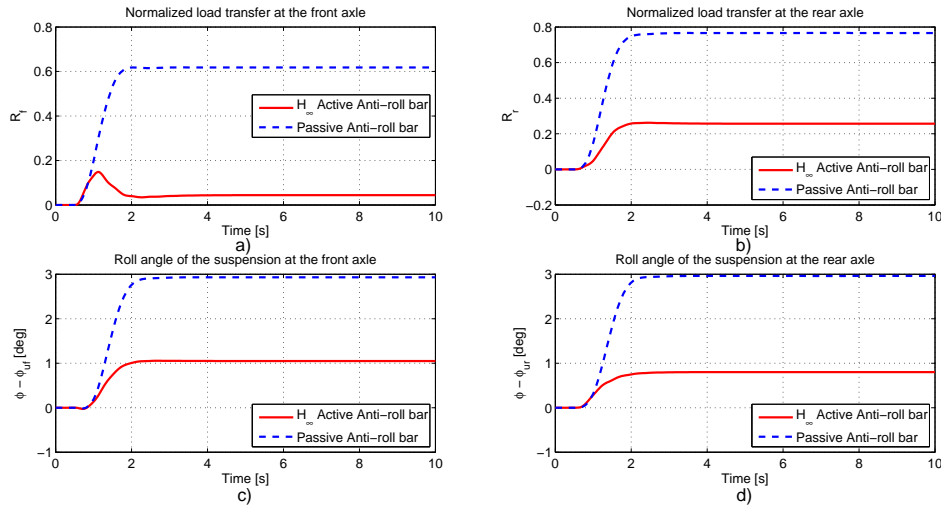 Normalized load transfer at the front axle
0.8
0.6
0.4
0.2
0
R_f
H_∞ Active Anti−roll bar
Passive Anti−roll bar
0 2 4 6 8 10
Time [s]
a)
Normalized load transfer at the rear axle
0.8
0.6
0.4
0.2
0
−0.2
R_r
H_∞ Active Anti−roll bar
Passive Anti−roll bar
0 2 4 6 8 10
Time [s]
b)
Roll angle of the suspension at the front axle
3
2
1
0
−1
ϕ − ϕ_uf [deg]
H_∞ Active Anti−roll bar
Passive Anti−roll bar
0 2 4 6 8 10
Time [s]
c)
Roll angle of the suspension at the rear axle
3
2
1
0
−1
ϕ − ϕ_ur [deg]
H_∞ Active Anti−roll bar
Passive Anti−roll bar
0 2 4 6 8 10
Time [s]
d)